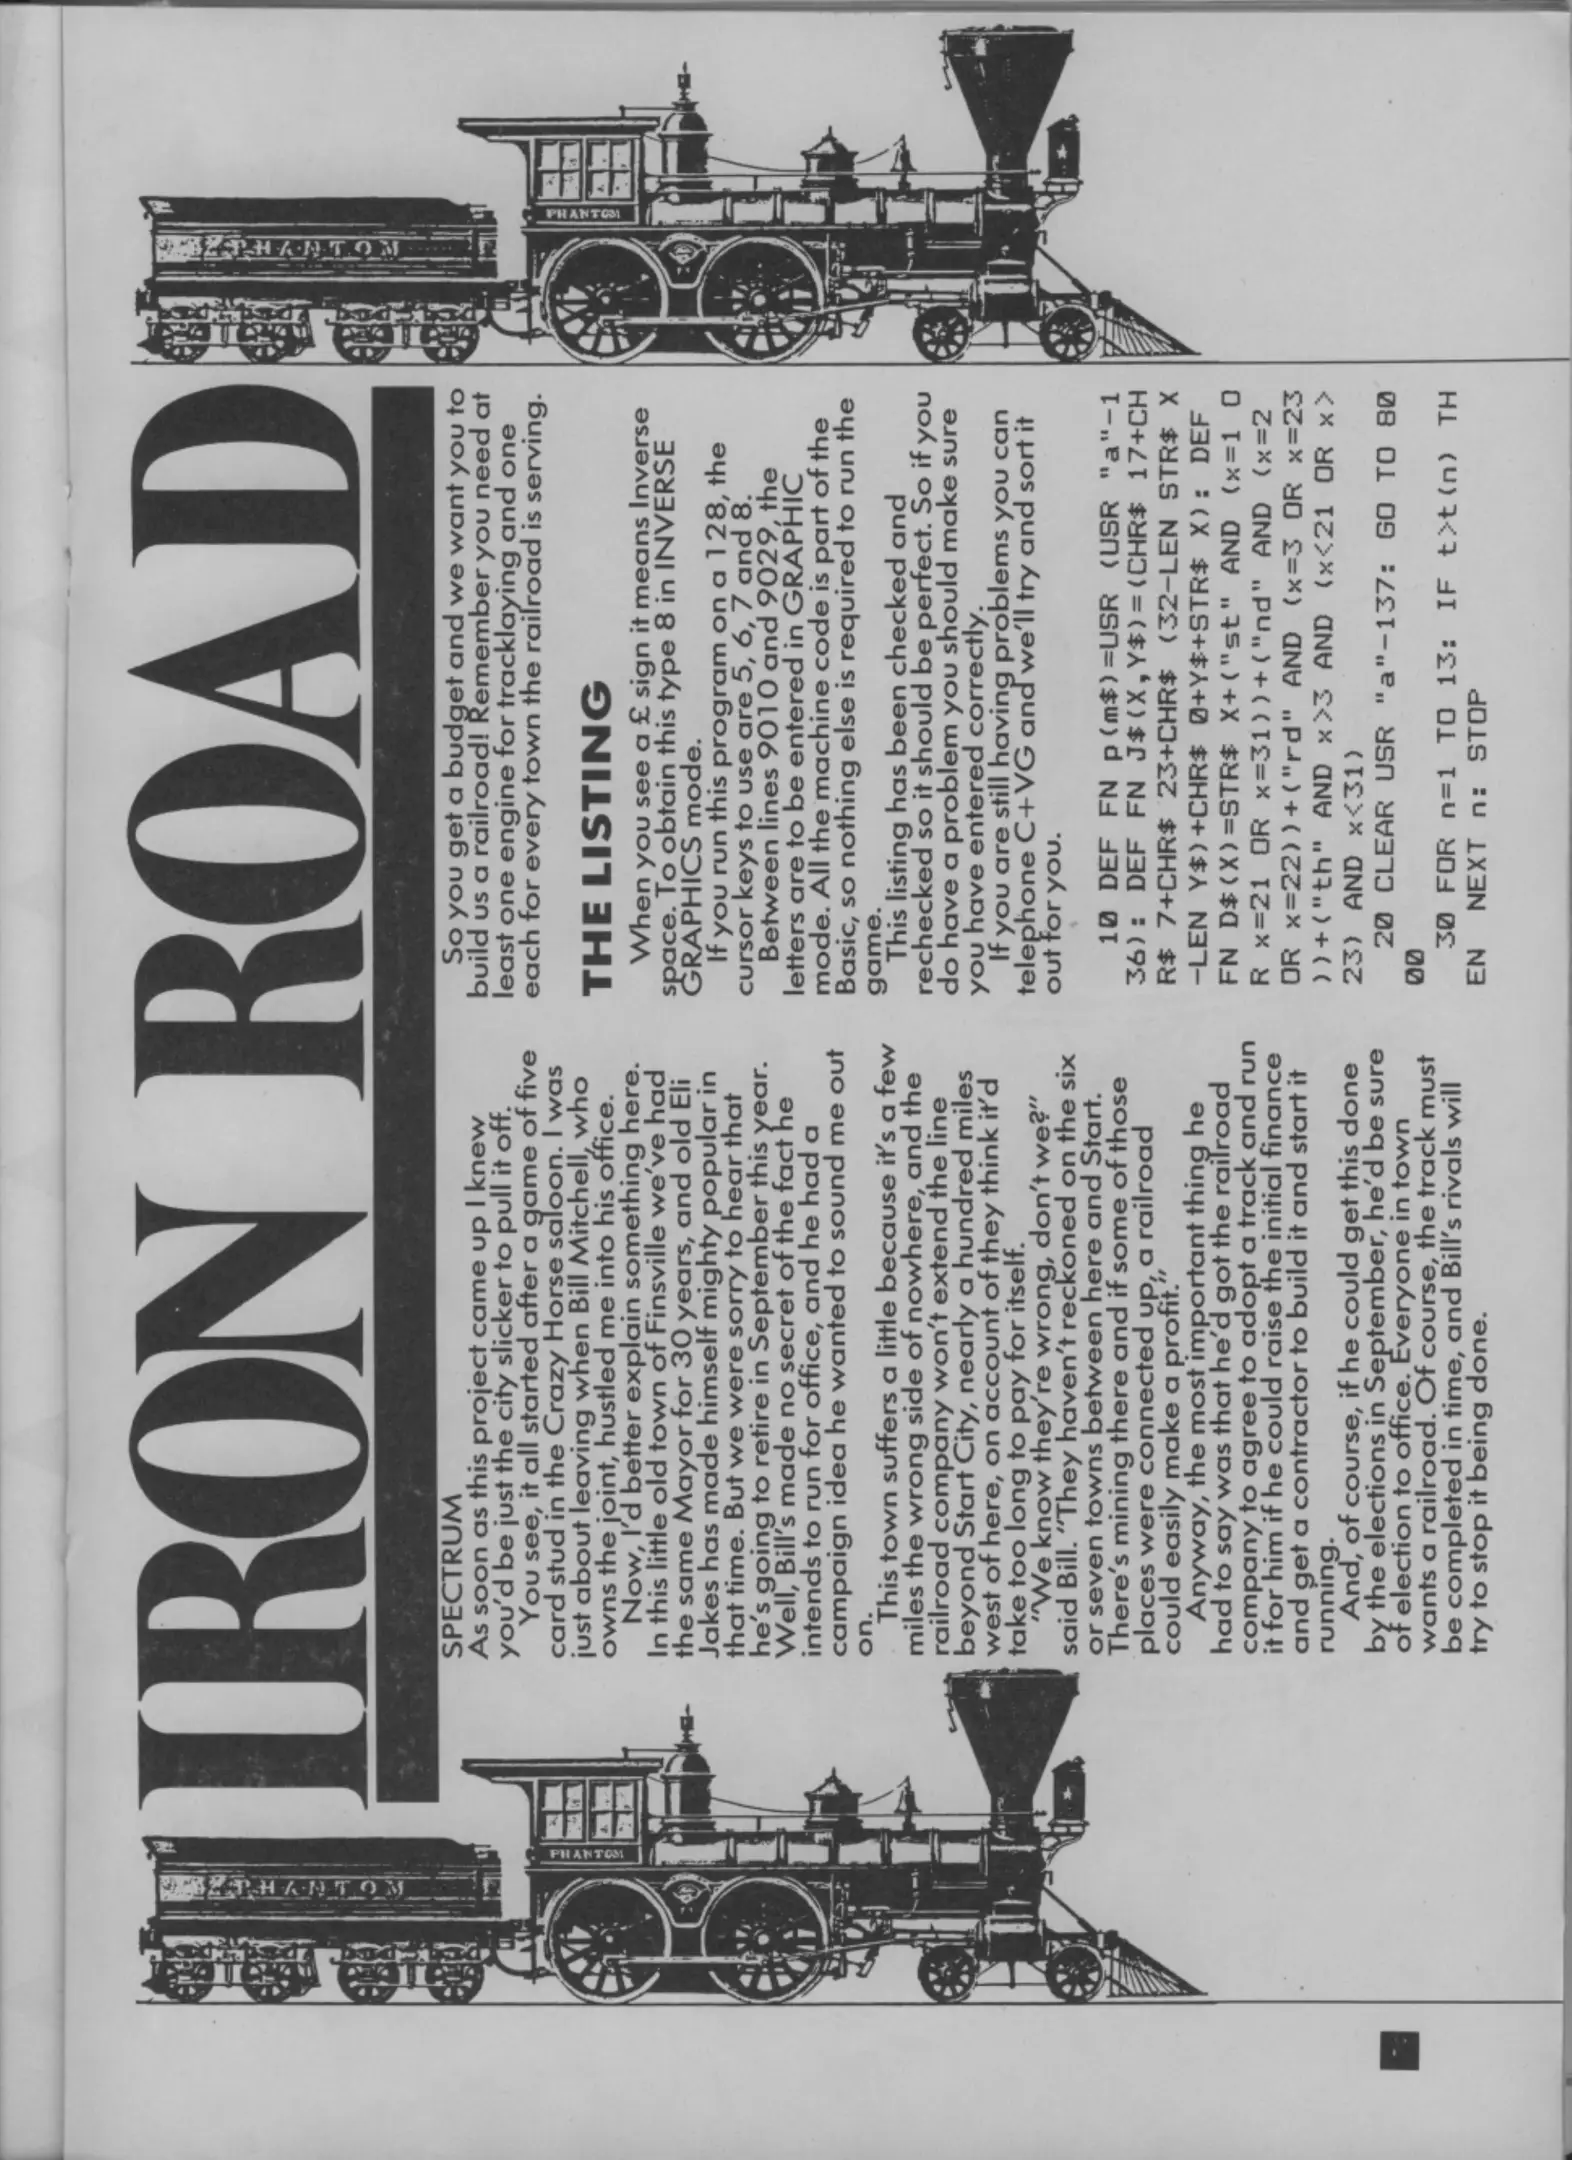 IRON ROAD
SPECTRUM
As soon as this project came up I knew
you'd be just the city slicker to pull it off.
You see, it all started after a game of five
card stud in the Crazy Horse saloon. I was
just about leaving when Bill Mitchell, who
owns the joint, hustled me into his office.
Now, I'd better explain something here.
In this little old town of Finsville we've had
the same Mayor for 30 years, and old Eli
Jakes has made himself mighty popular in
that time. But we were sorry to hear that
he's going to retire in September this year.
Well, Bill's made no secret of the fact he
intends to run for office, and he had a
campaign idea he wanted to sound me out
on.
This town suffers a little because it's a few
miles the wrong side of nowhere, and the
railroad company won't extend the line
beyond Start City, nearly a hundred miles
west of here, on account of they think it'd
take too long to pay for itself.
"We know they're wrong, don't we?"
said Bill. "They haven't reckoned on the six
or seven towns between here and Start.
There's mining there and if some of those
places were connected up, a railroad
could easily make a profit."
Anyway, the most important thing he
had to say was that he'd got the railroad
company to agree to adopt a track and run
it for him if he could raise the initial finance
and get a contractor to build it and start it
running.
And, of course, if he could get this done
by the elections in September, he'd be sure
of election to office. Everyone in town
wants a railroad. Of course, the track must
be completed in time, and Bill's rivals will
try to stop it being done.
So you get a budget and we want you to
build us a railroad! Remember you need at
least one engine for tracklaying and one
each for every town the railroad is serving.
THE LISTING
When you see a £ sign it means Inverse
space. To obtain this type 8 in INVERSE
GRAPHICS mode.
If you run this program on a 128, the
cursor keys to use are 5, 6, 7 and 8.
Between lines 9010 and 9029, the
letters are to be entered in GRAPHIC
mode. All the machine code is part of the
Basic, so nothing else is required to run the
game.
This listing has been checked and
rechecked so it should be perfect. So if you
do have a problem you should make sure
you have entered correctly.
If you are still having problems you can
telephone C+VG and we'll try and sort it
out for you.
10 DEF FN p(m$)=USR (USR "a"-1
36): DEF FN J$(X,Y$)=(CHR$ 17+CH
R$ 7+CHR$ 23+CHR$ (32-LEN STR$ X
-LEN Y$)+CHR$ 0+Y$+STR$ X): DEF
FN D$(X)=STR$ X+("st" AND (x=1 O
R x=21 OR x=31))+("nd" AND (x=2
OR x=22))+("rd" AND (x=3 OR x=23
))+("th" AND x>3 AND (x<21 OR x>
23) AND x<31)
20 CLEAR USR "a"-137: GO TO 80
00
30 FOR n=1 TO 13: IF t>t(n) TH
EN NEXT n: STOP
PHANTOM
PHANTOM
PHANTOM
PHANTOM